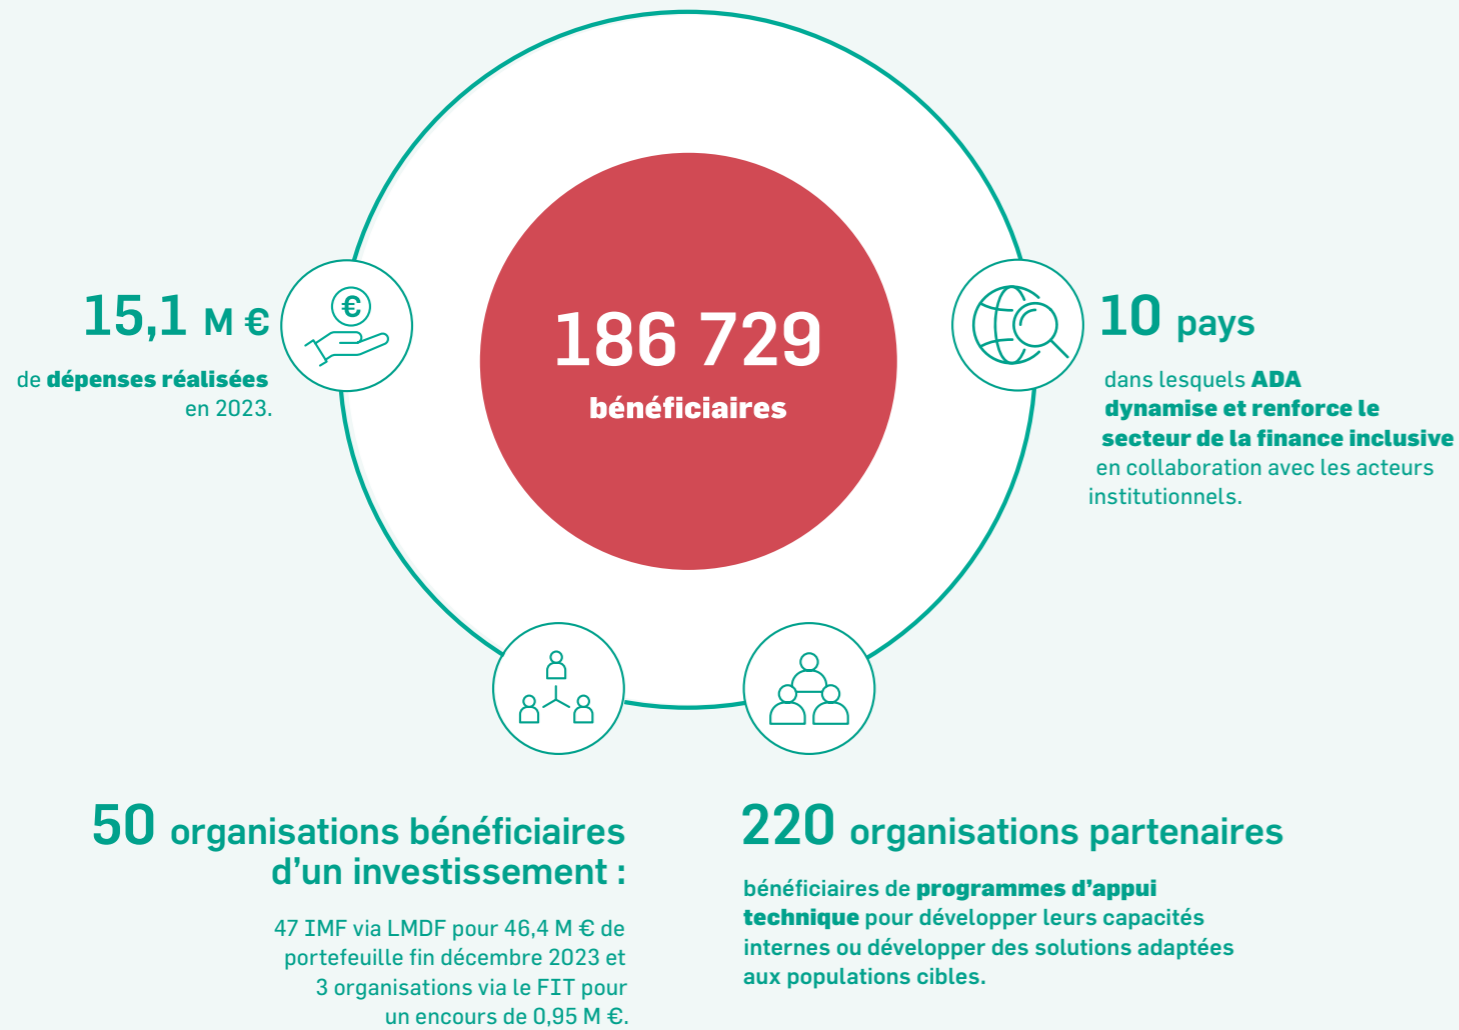 186 729
bénéficiaires
15,1 M €
de dépenses réalisées
en 2023.
€
10 pays
dans lesquels ADA
dynamise et renforce le
secteur de la finance inclusive
en collaboration avec les acteurs
institutionnels.
50 organisations bénéficiaires
d’un investissement :
47 IMF via LMDF pour 46,4 M € de
portefeuille fin décembre 2023 et
3 organisations via le FIT pour
un encours de 0,95 M €.
220 organisations partenaires
bénéficiaires de programmes d’appui
technique pour développer leurs capacités
internes ou développer des solutions adaptées
aux populations cibles.